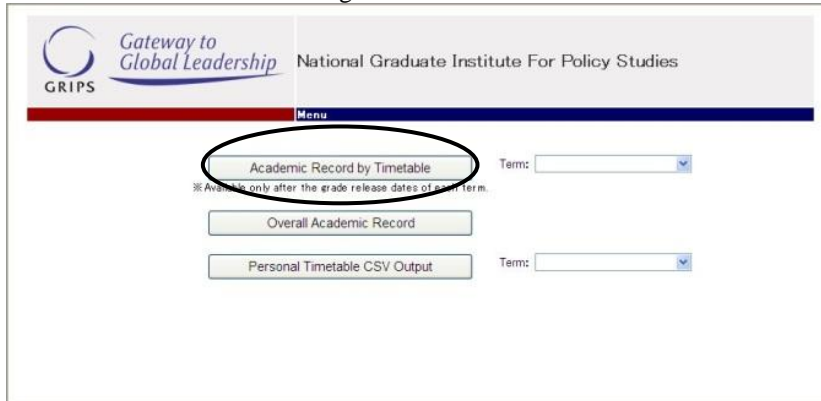 Gateway to
Global Leadership
GRIPS
National Graduate Institute For Policy Studies
Menu
Academic Record by Timetable Term:
※Available only after the grade release dates of each term.
Overall Academic Record
Personal Timetable CSV Output Term: